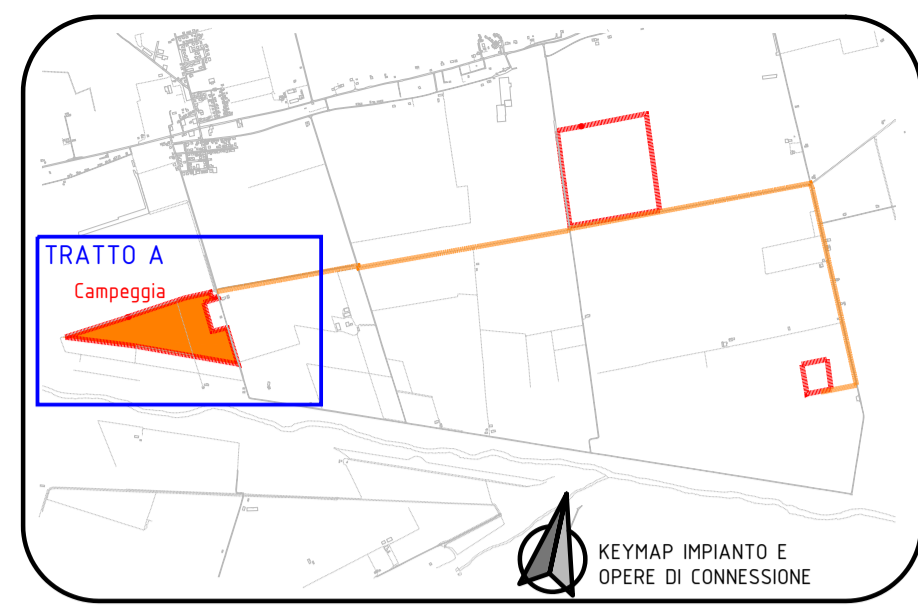 TRATTO A
Campeggia
KEYMAP IMPIANTO E
OPERE DI CONNESSIONE